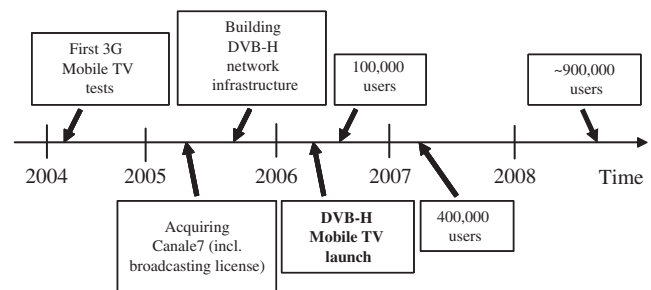 First 3G
Mobile TV
tests
Building
DVB-H
network
infrastructure
100,000
users
~900,000
users
2004
2005
2006
2007
2008
Time
Acquiring
Canale7 (incl.
broadcasting license)
DVB-H
Mobile TV
launch
400,000
users